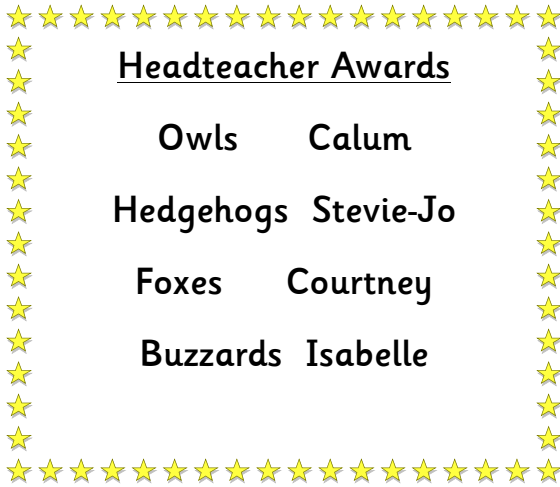 Headteacher Awards
Owls Calum
Hedgehogs Stevie-Jo
Foxes Courtney
Buzzards Isabelle